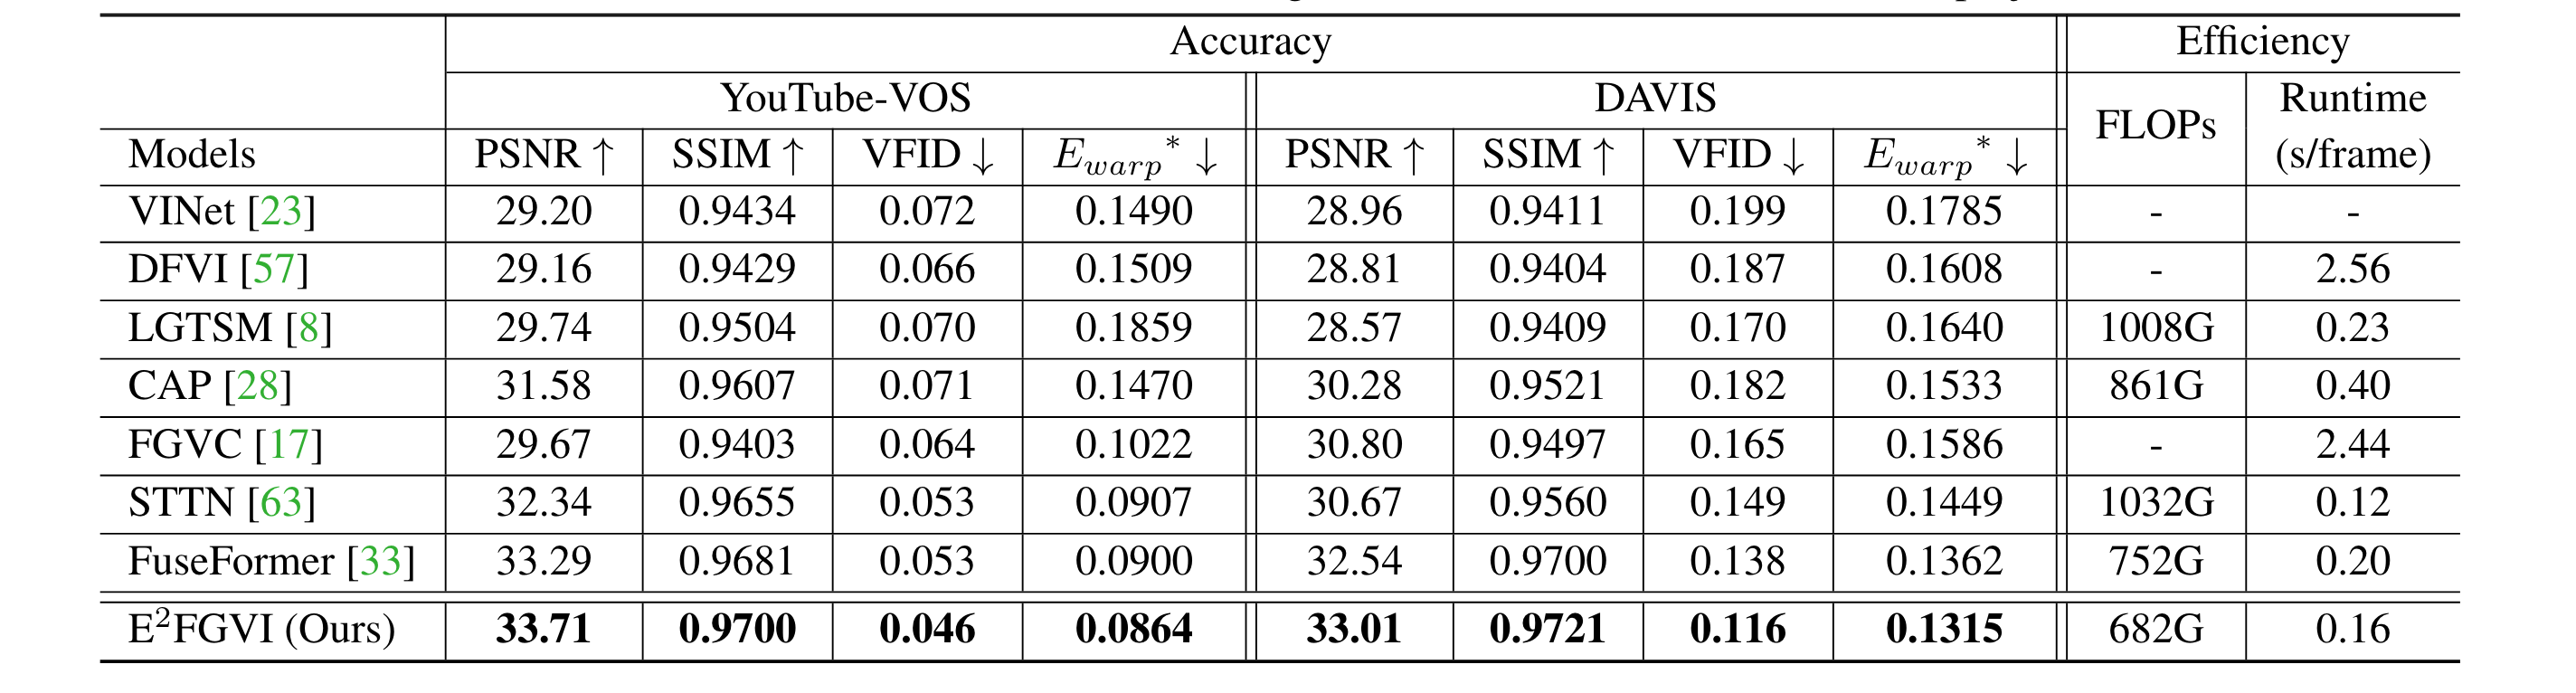 Accuracy Efficiency
YouTube-VOS DAVIS FLOPs Runtime (s/frame)
Models PSNR ↑ SSIM ↑ VFID ↓ E_warp* ↓ PSNR ↑ SSIM ↑ VFID ↓ E_warp* ↓
VINet [23] 29.20 0.9434 0.072 0.1490 28.96 0.9411 0.199 0.1785 - -
DFVI [57] 29.16 0.9429 0.066 0.1509 28.81 0.9404 0.187 0.1608 - 2.56
LGTSM [8] 29.74 0.9504 0.070 0.1859 28.57 0.9409 0.170 0.1640 1008G 0.23
CAP [28] 31.58 0.9607 0.071 0.1470 30.28 0.9521 0.182 0.1533 861G 0.40
FGVC [17] 29.67 0.9403 0.064 0.1022 30.80 0.9497 0.165 0.1586 - 2.44
STTN [63] 32.34 0.9655 0.053 0.0907 30.67 0.9560 0.149 0.1449 1032G 0.12
FuseFormer [33] 33.29 0.9681 0.053 0.0900 32.54 0.9700 0.138 0.1362 752G 0.20
E²FGVI (Ours) 33.71 0.9700 0.046 0.0864 33.01 0.9721 0.116 0.1315 682G 0.16